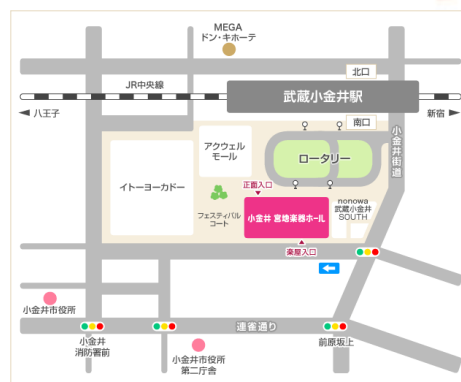 MEGA
ドン・キホーテ
北口
JR中央線
武蔵小金井駅
八王子
新宿
南口
小金井街道
アクウェル
モール
ロータリー
イトーヨーカドー
正面入口
フェスティバル
コート
小金井 宮地楽器ホール
nonowa
武蔵小金井
SOUTH
楽屋入口
小金井市役所
連雀通り
小金井
消防署前
前原坂上
小金井市役所
第二庁舎